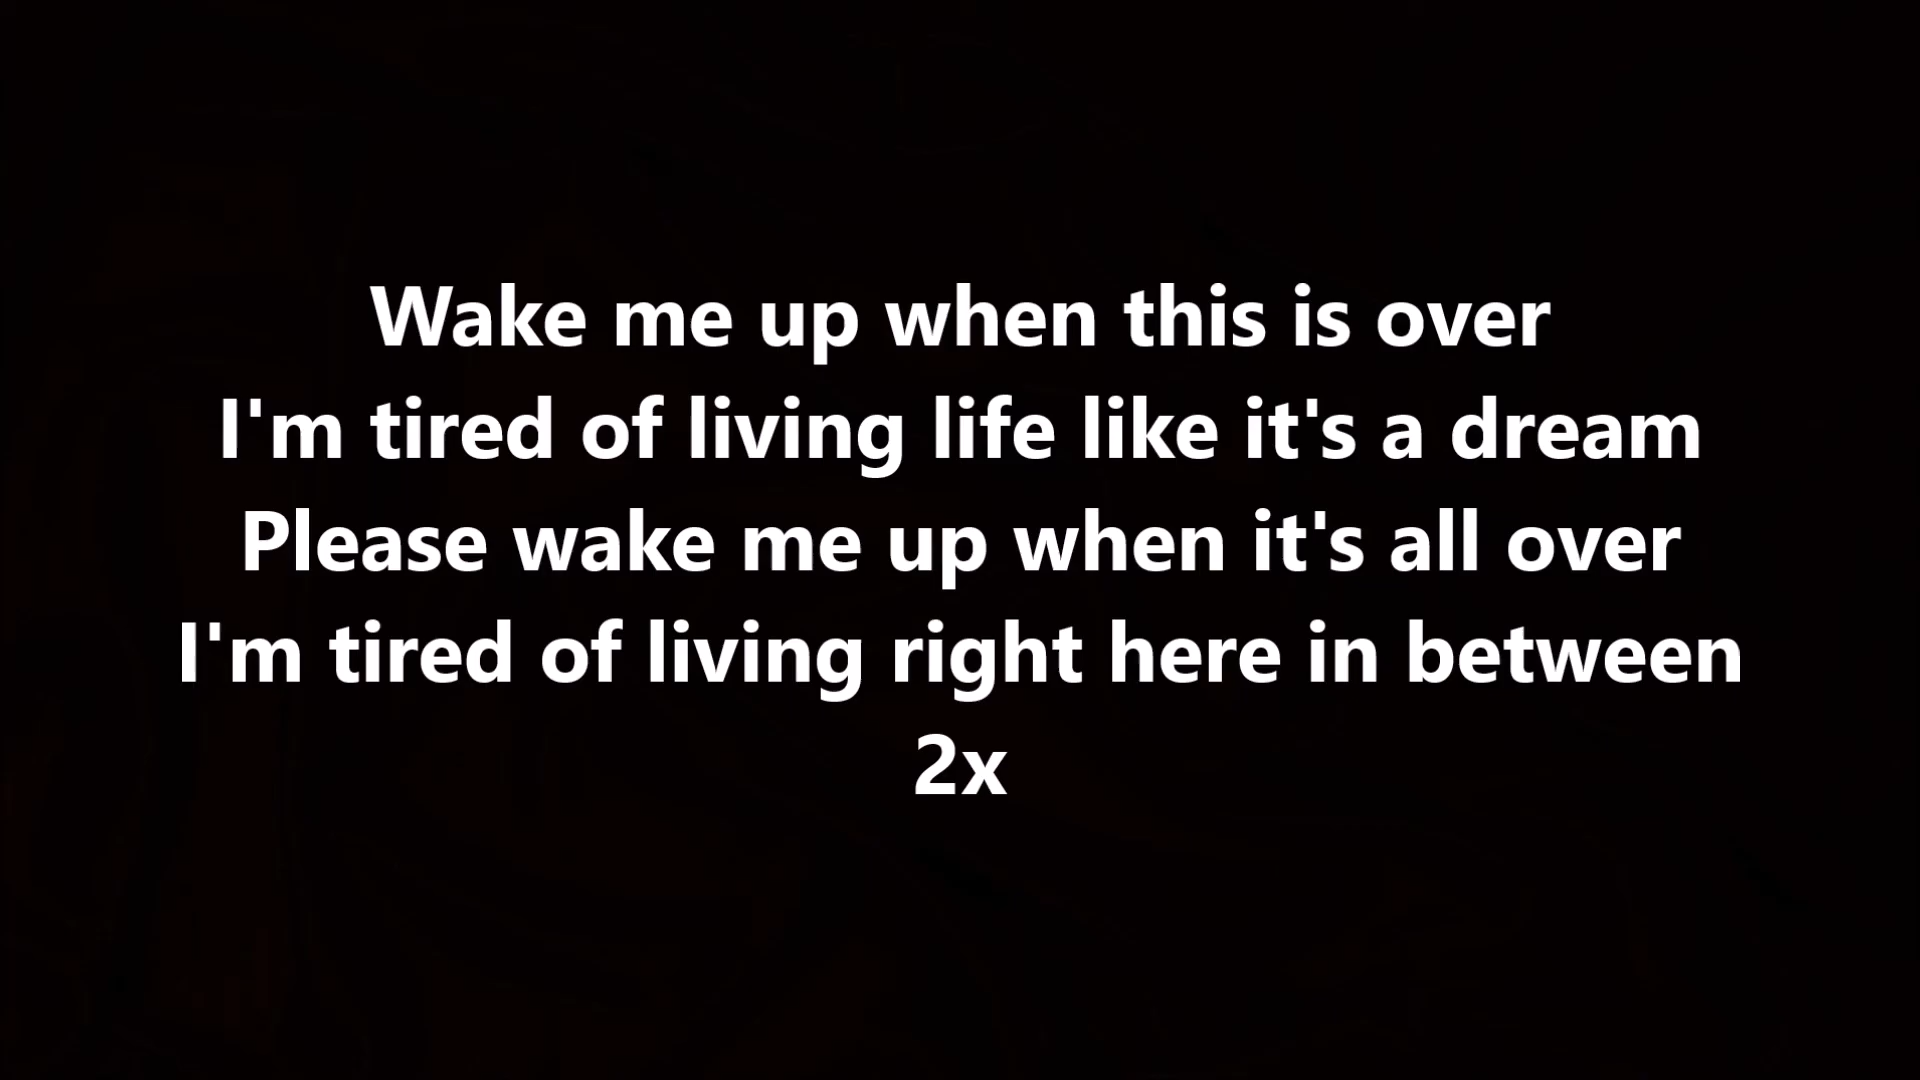 Wake me up when this is over
I'm tired of living life like it's a dream
Please wake me up when it's all over
I'm tired of living right here in between
2x